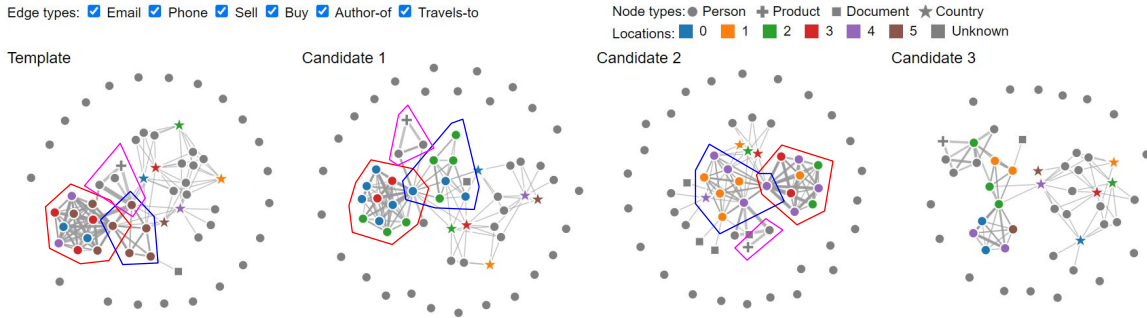 Edge types: Email Phone Sell Buy Author-of Travels-to
Node types: Person Product Document Country
Locations: 0 1 2 3 4 5 Unknown
Template Candidate 1 Candidate 2 Candidate 3